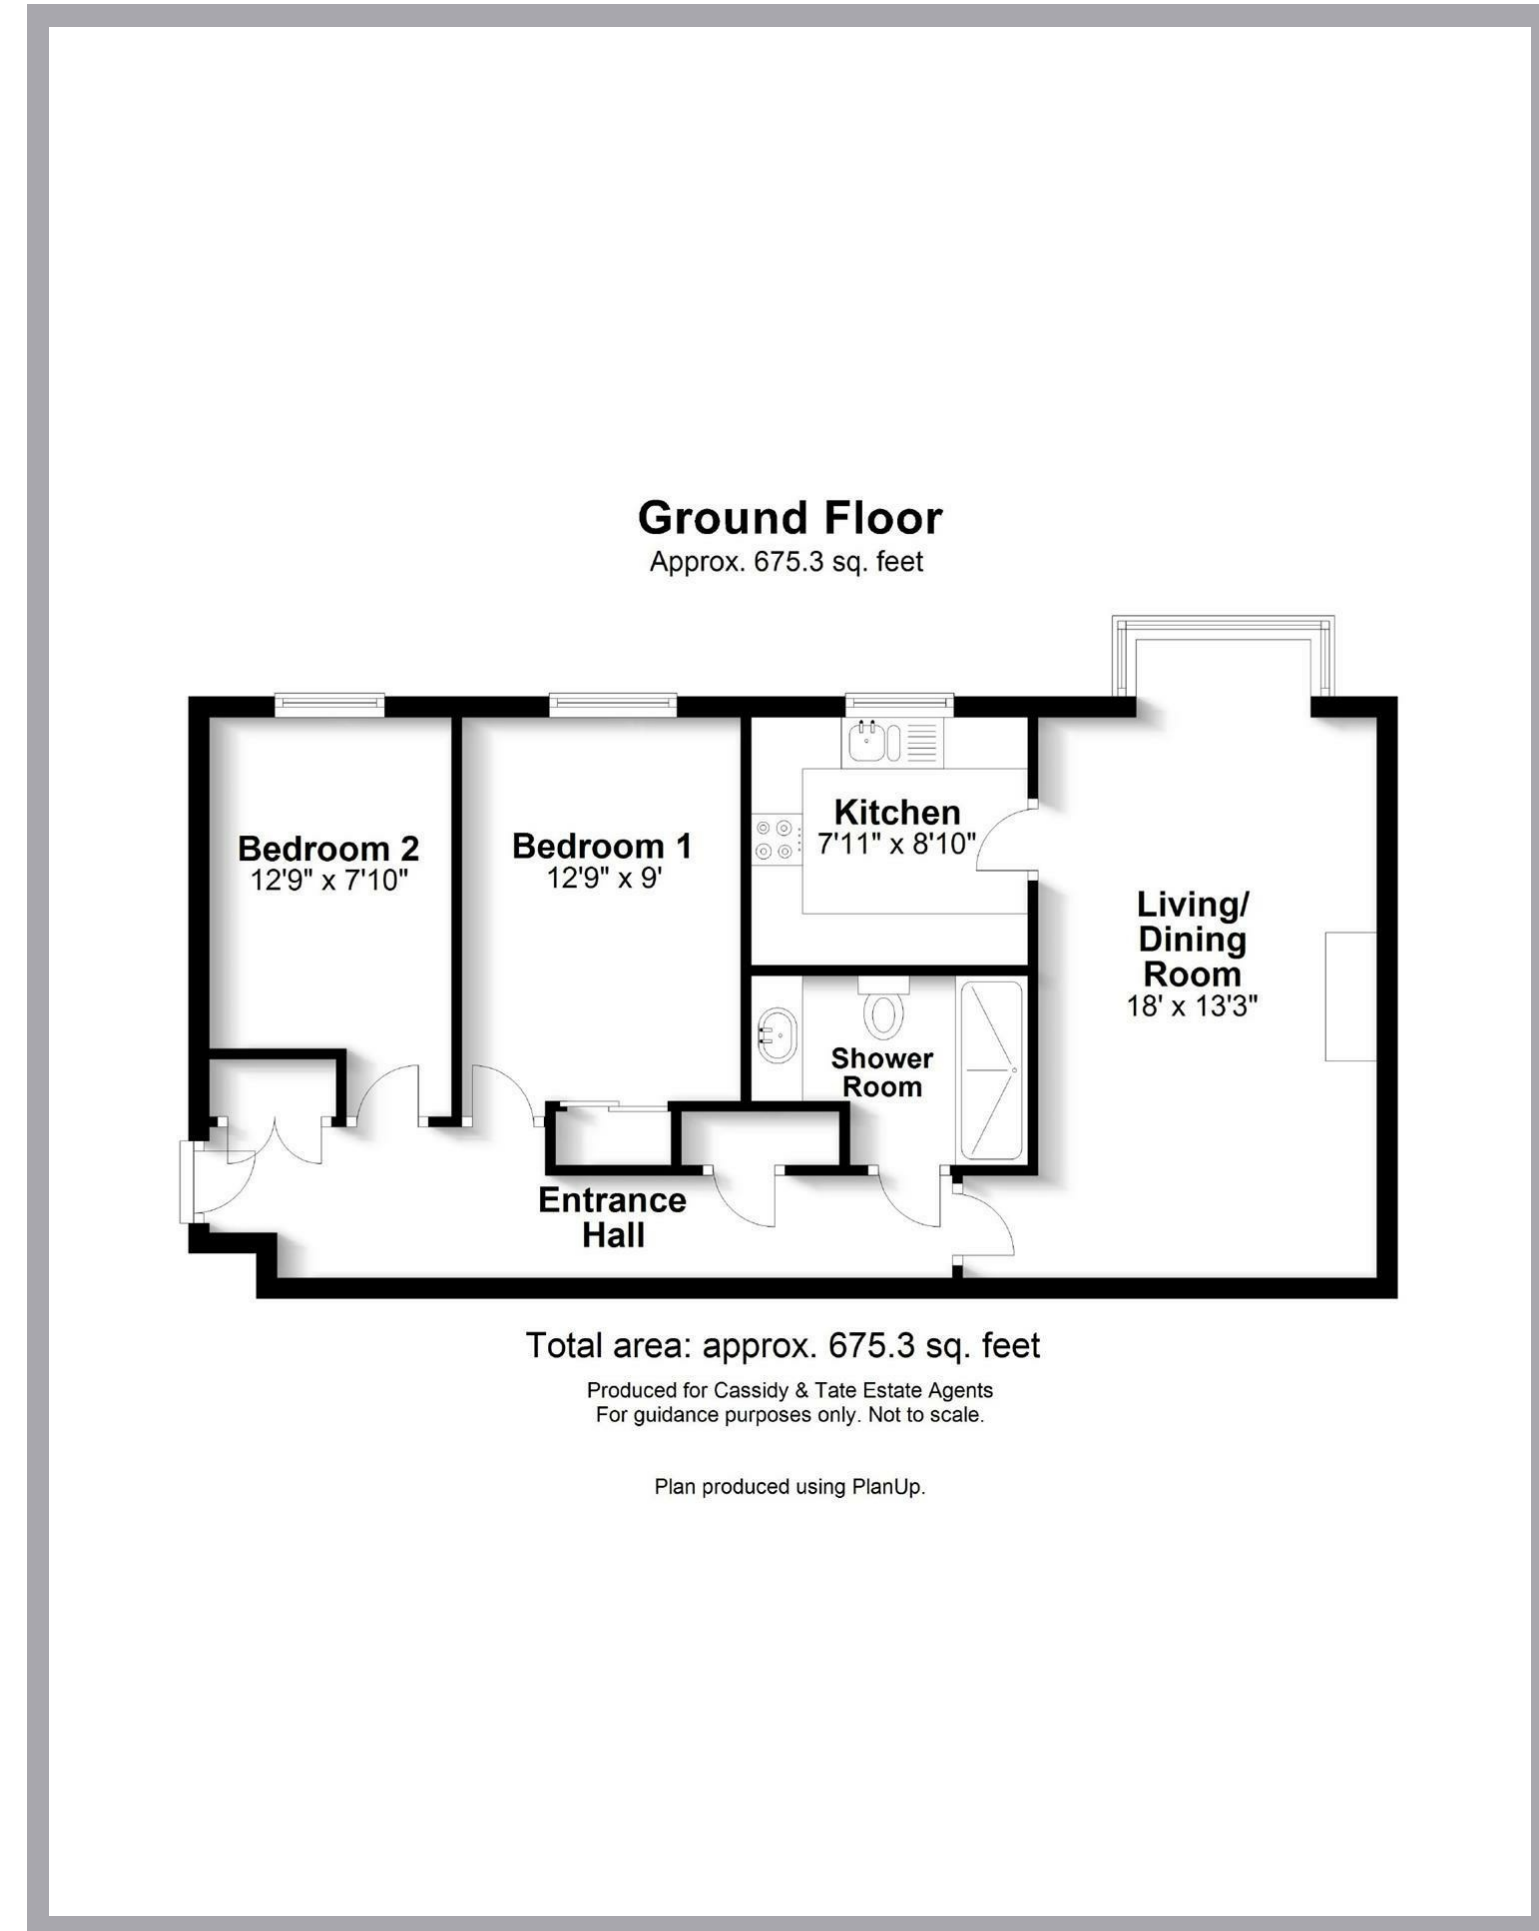 Ground Floor
Approx. 675.3 sq. feet
Bedroom 2
12'9" x 7'10"
Bedroom 1
12'9" x 9'
Kitchen
7'11" x 8'10"
Living/
Dining
Room
18' x 13'3"
Shower
Room
Entrance
Hall
Total area: approx. 675.3 sq. feet
Produced for Cassidy & Tate Estate Agents
For guidance purposes only. Not to scale.
Plan produced using PlanUp.